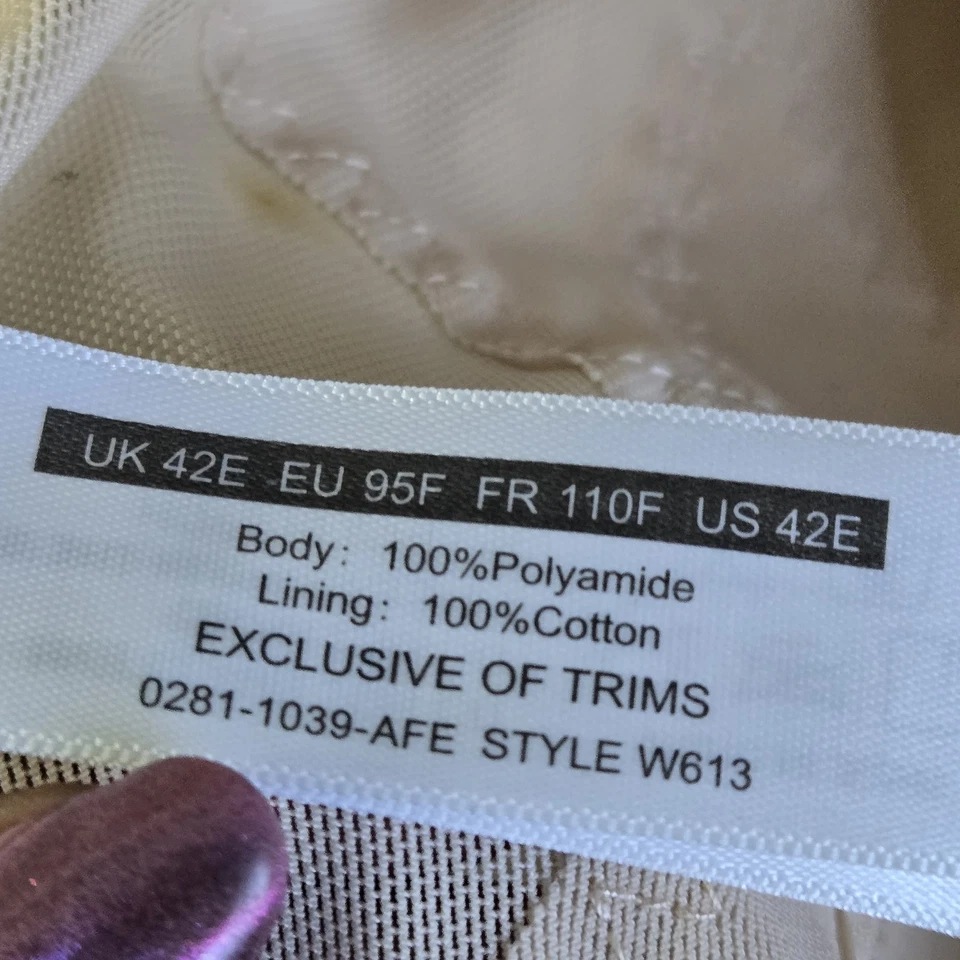 UK 42E EU 95F FR 110F US 42E
Body: 100%Polyamide
Lining: 100%Cotton
EXCLUSIVE OF TRIMS
0281-1039-AFE STYLE W613